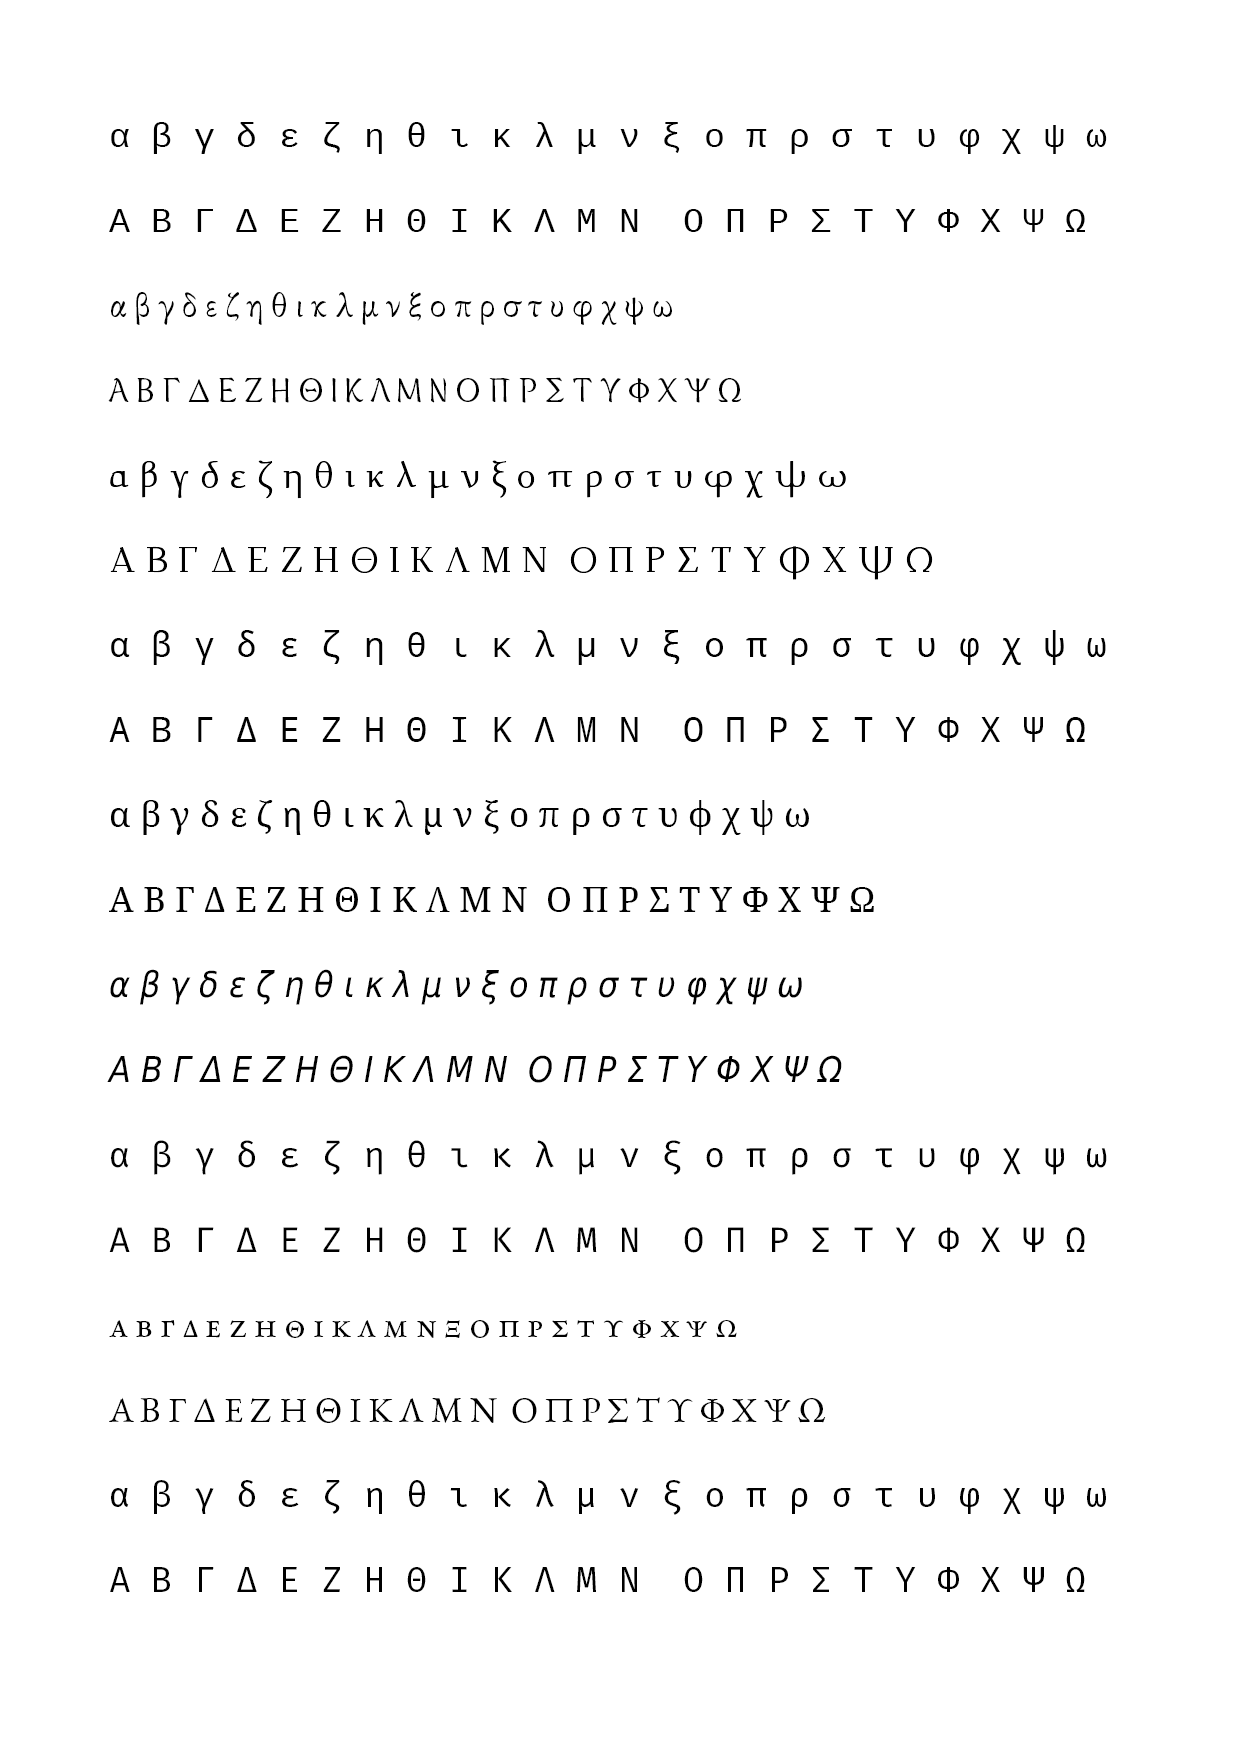 α β γ δ ε ζ η θ ι κ λ μ ν ξ ο π ρ σ τ υ φ χ ψ ω
Α Β Γ Δ Ε Ζ Η Θ Ι Κ Λ Μ Ν Ο Π Ρ Σ Τ Υ Φ Χ Ψ Ω
α β γ δ ε ζ η θ ι κ λ μ ν ξ ο π ρ σ τ υ φ χ ψ ω
Α Β Γ Δ Ε Ζ Η Θ Ι Κ Λ Μ Ν Ο Π Ρ Σ Τ Υ Φ Χ Ψ Ω
α β γ δ ε ζ η θ ι κ λ μ ν ξ ο π ρ σ τ υ φ χ ψ ω
Α Β Γ Δ Ε Ζ Η Θ Ι Κ Λ Μ Ν Ο Π Ρ Σ Τ Υ Φ Χ Ψ Ω
α β γ δ ε ζ η θ ι κ λ μ ν ξ ο π ρ σ τ υ φ χ ψ ω
Α Β Γ Δ Ε Ζ Η Θ Ι Κ Λ Μ Ν Ο Π Ρ Σ Τ Υ Φ Χ Ψ Ω
α β γ δ ε ζ η θ ι κ λ μ ν ξ ο π ρ σ τ υ φ χ ψ ω
Α Β Γ Δ Ε Ζ Η Θ Ι Κ Λ Μ Ν Ο Π Ρ Σ Τ Υ Φ Χ Ψ Ω
α β γ δ ε ζ η θ ι κ λ μ ν ξ ο π ρ σ τ υ φ χ ψ ω
Α Β Γ Δ Ε Ζ Η Θ Ι Κ Λ Μ Ν Ο Π Ρ Σ Τ Υ Φ Χ Ψ Ω
α β γ δ ε ζ η θ ι κ λ μ ν ξ ο π ρ σ τ υ φ χ ψ ω
Α Β Γ Δ Ε Ζ Η Θ Ι Κ Λ Μ Ν Ο Π Ρ Σ Τ Υ Φ Χ Ψ Ω
Α Β Γ Δ Ε Ζ Η Θ Ι Κ Λ Μ Ν Ξ Ο Π Ρ Σ Τ Υ Φ Χ Ψ Ω
Α Β Γ Δ Ε Ζ Η Θ Ι Κ Λ Μ Ν Ο Π Ρ Σ Τ Υ Φ Χ Ψ Ω
α β γ δ ε ζ η θ ι κ λ μ ν ξ ο π ρ σ τ υ φ χ ψ ω
Α Β Γ Δ Ε Ζ Η Θ Ι Κ Λ Μ Ν Ο Π Ρ Σ Τ Υ Φ Χ Ψ Ω